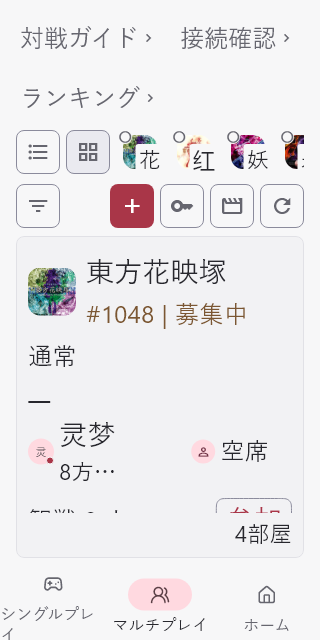 対戦ガイド
接続確認
ランキング
花
红
妖
東方花映塚
#1048 | 募集中
通常
—
灵
灵梦
8方…
空席
4部屋
シングルプレイ
マルチプレイ
ホーム